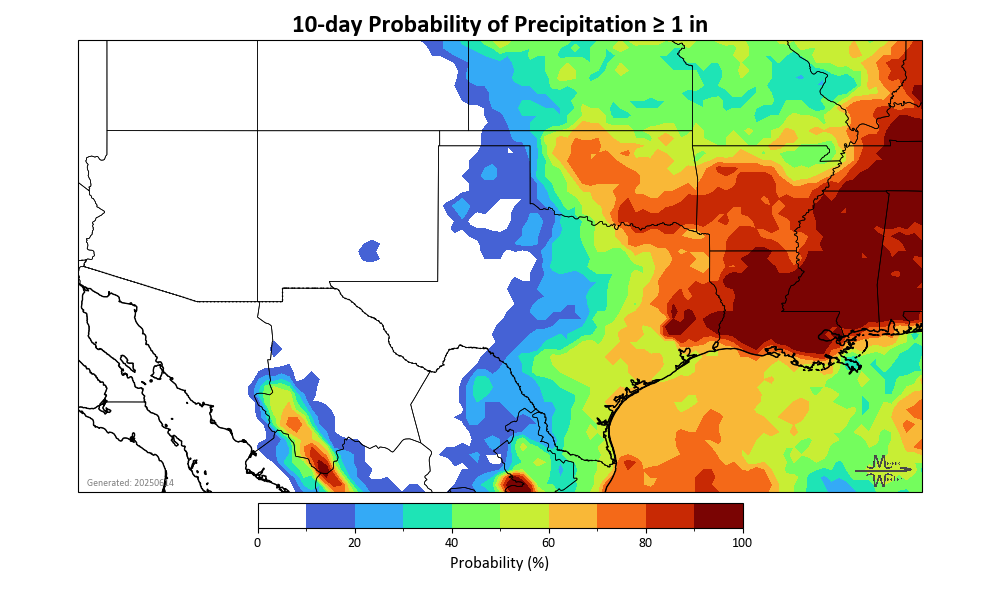 10-day Probability of Precipitation ≥ 1 in
Generated: 20250614
0 20 40 60 80 100
Probability (%)